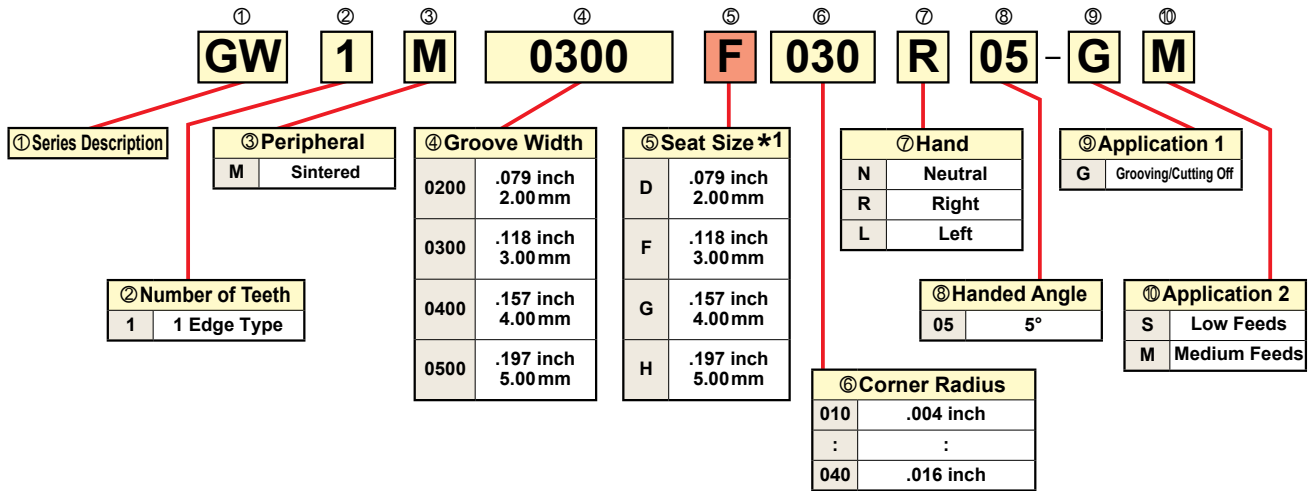 ① ② ③ ④ ⑤ ⑥ ⑦ ⑧ ⑨ ⑩
GW 1 M 0300 F 030 R 05 – G M
①Series Description
②Number of Teeth
1 1 Edge Type
③Peripheral
M Sintered
④Groove Width
0200 .079 inch
2.00mm
0300 .118 inch
3.00mm
0400 .157 inch
4.00mm
0500 .197 inch
5.00mm
⑤Seat Size *1
D .079 inch
2.00mm
F .118 inch
3.00mm
G .157 inch
4.00mm
H .197 inch
5.00mm
⑥Corner Radius
010 .004 inch
: :
040 .016 inch
⑦Hand
N Neutral
R Right
L Left
⑧Handed Angle
05 5°
⑨Application 1
G Grooving/Cutting Off
⑩Application 2
S Low Feeds
M Medium Feeds